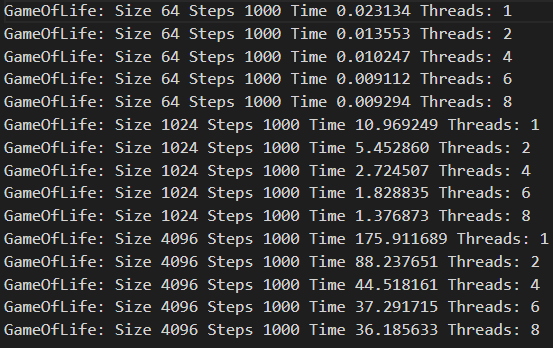 GameOfLife: Size 64 Steps 1000 Time 0.023134 Threads: 1
GameOfLife: Size 64 Steps 1000 Time 0.013553 Threads: 2
GameOfLife: Size 64 Steps 1000 Time 0.010247 Threads: 4
GameOfLife: Size 64 Steps 1000 Time 0.009112 Threads: 6
GameOfLife: Size 64 Steps 1000 Time 0.009294 Threads: 8
GameOfLife: Size 1024 Steps 1000 Time 10.969249 Threads: 1
GameOfLife: Size 1024 Steps 1000 Time 5.452860 Threads: 2
GameOfLife: Size 1024 Steps 1000 Time 2.724507 Threads: 4
GameOfLife: Size 1024 Steps 1000 Time 1.828835 Threads: 6
GameOfLife: Size 1024 Steps 1000 Time 1.376873 Threads: 8
GameOfLife: Size 4096 Steps 1000 Time 175.911689 Threads: 1
GameOfLife: Size 4096 Steps 1000 Time 88.237651 Threads: 2
GameOfLife: Size 4096 Steps 1000 Time 44.518161 Threads: 4
GameOfLife: Size 4096 Steps 1000 Time 37.291715 Threads: 6
GameOfLife: Size 4096 Steps 1000 Time 36.185633 Threads: 8